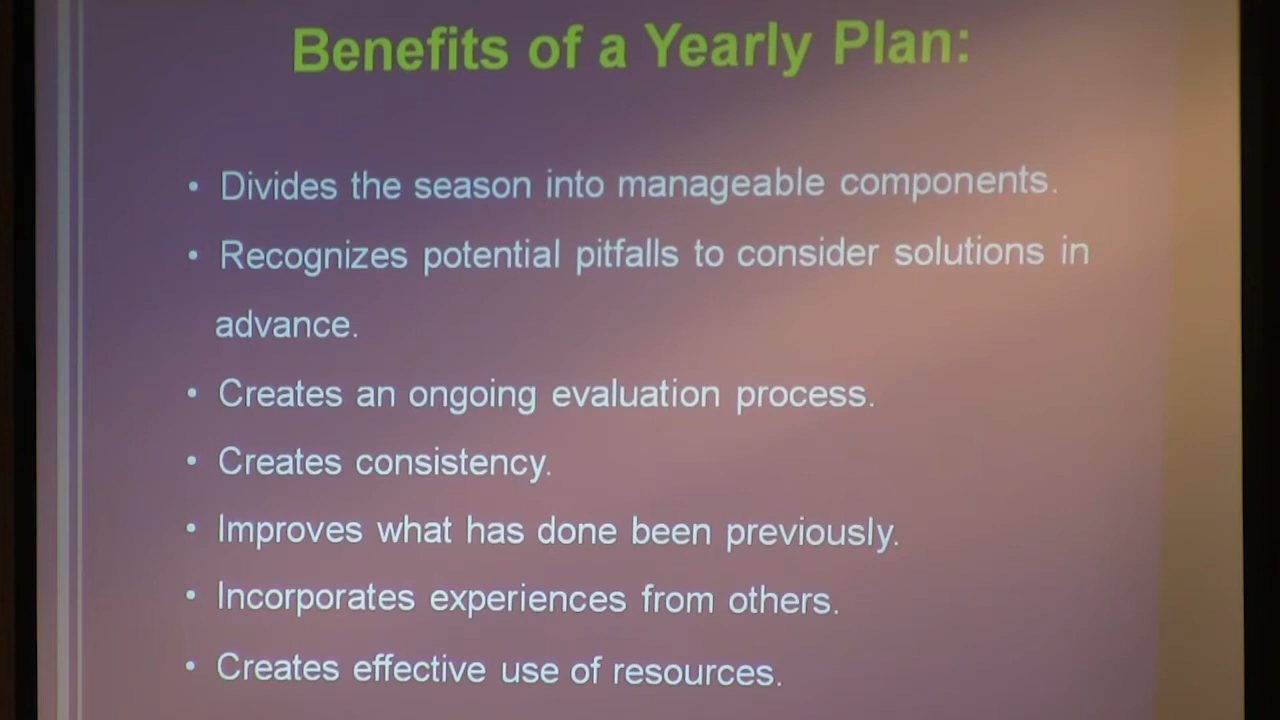 Benefits of a Yearly Plan:
• Divides the season into manageable components.
• Recognizes potential pitfalls to consider solutions in
advance.
• Creates an ongoing evaluation process.
• Creates consistency.
• Improves what has done been previously.
• Incorporates experiences from others.
• Creates effective use of resources.